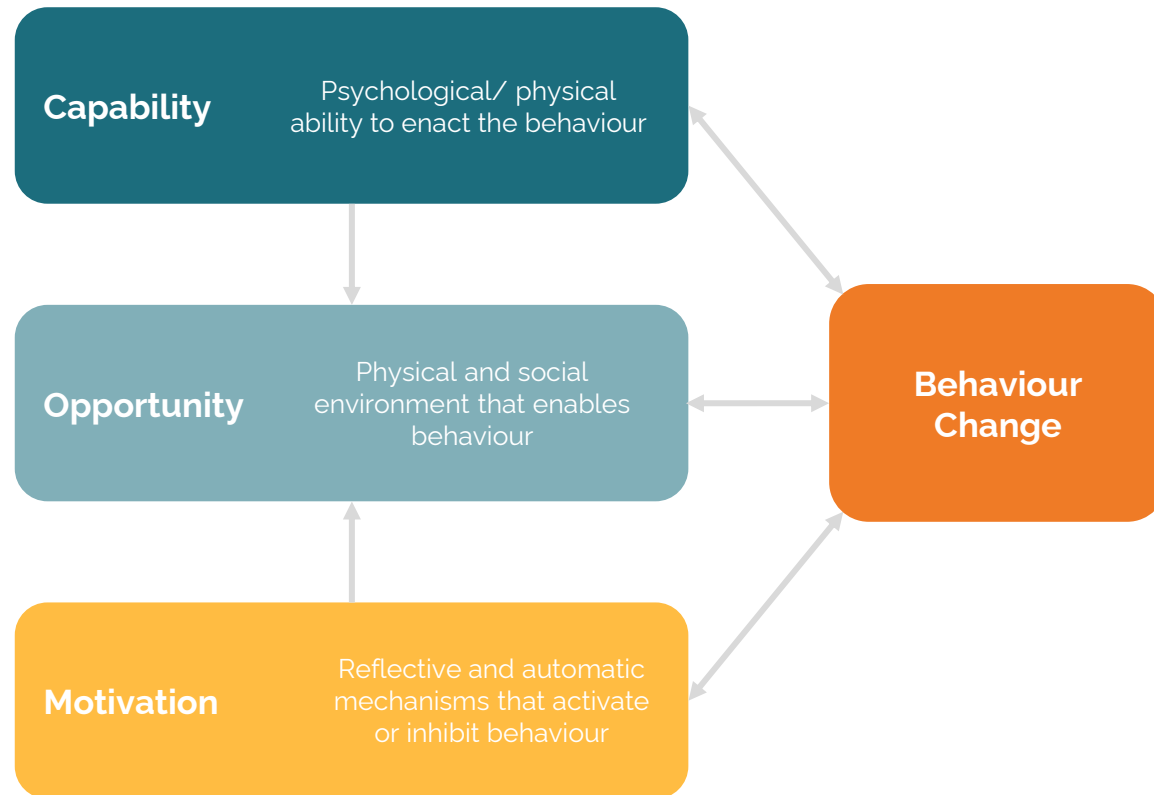 Capability
Psychological/ physical
ability to enact the behaviour
Opportunity
Physical and social
environment that enables
behaviour
Behaviour
Change
Motivation
Reflective and automatic
mechanisms that activate
or inhibit behaviour